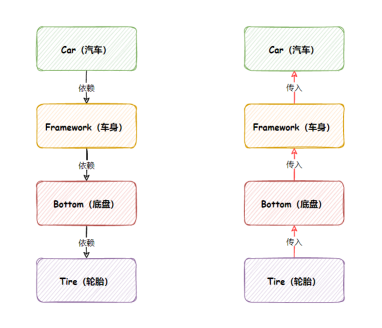 Car（汽车）
依赖
Framework（车身）
依赖
Bottom（底盘）
依赖
Tire（轮胎）
Car（汽车）
传入
Framework（车身）
传入
Bottom（底盘）
传入
Tire（轮胎）